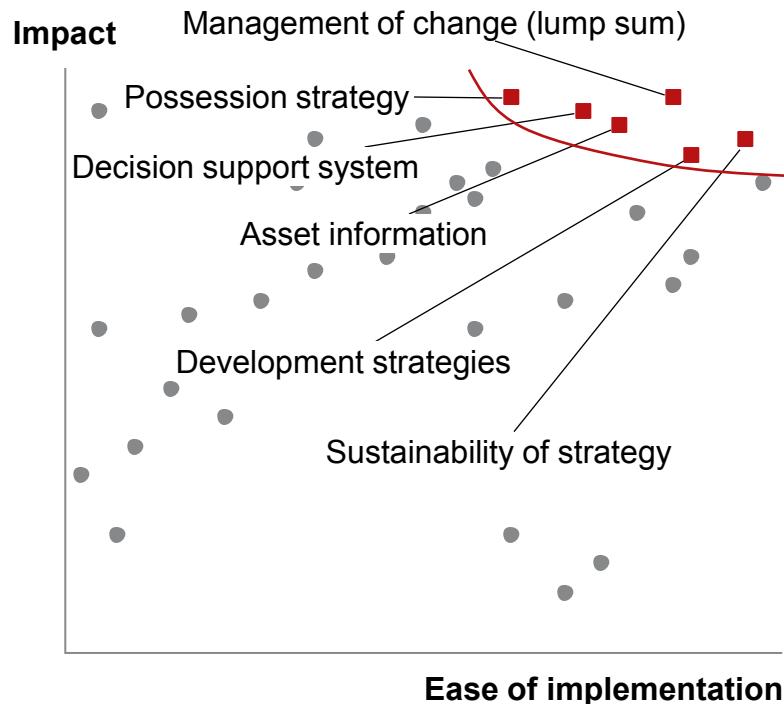 Management of change (lump sum)
Impact
Possession strategy
Decision support system
Asset information
Development strategies
Sustainability of strategy
Ease of implementation